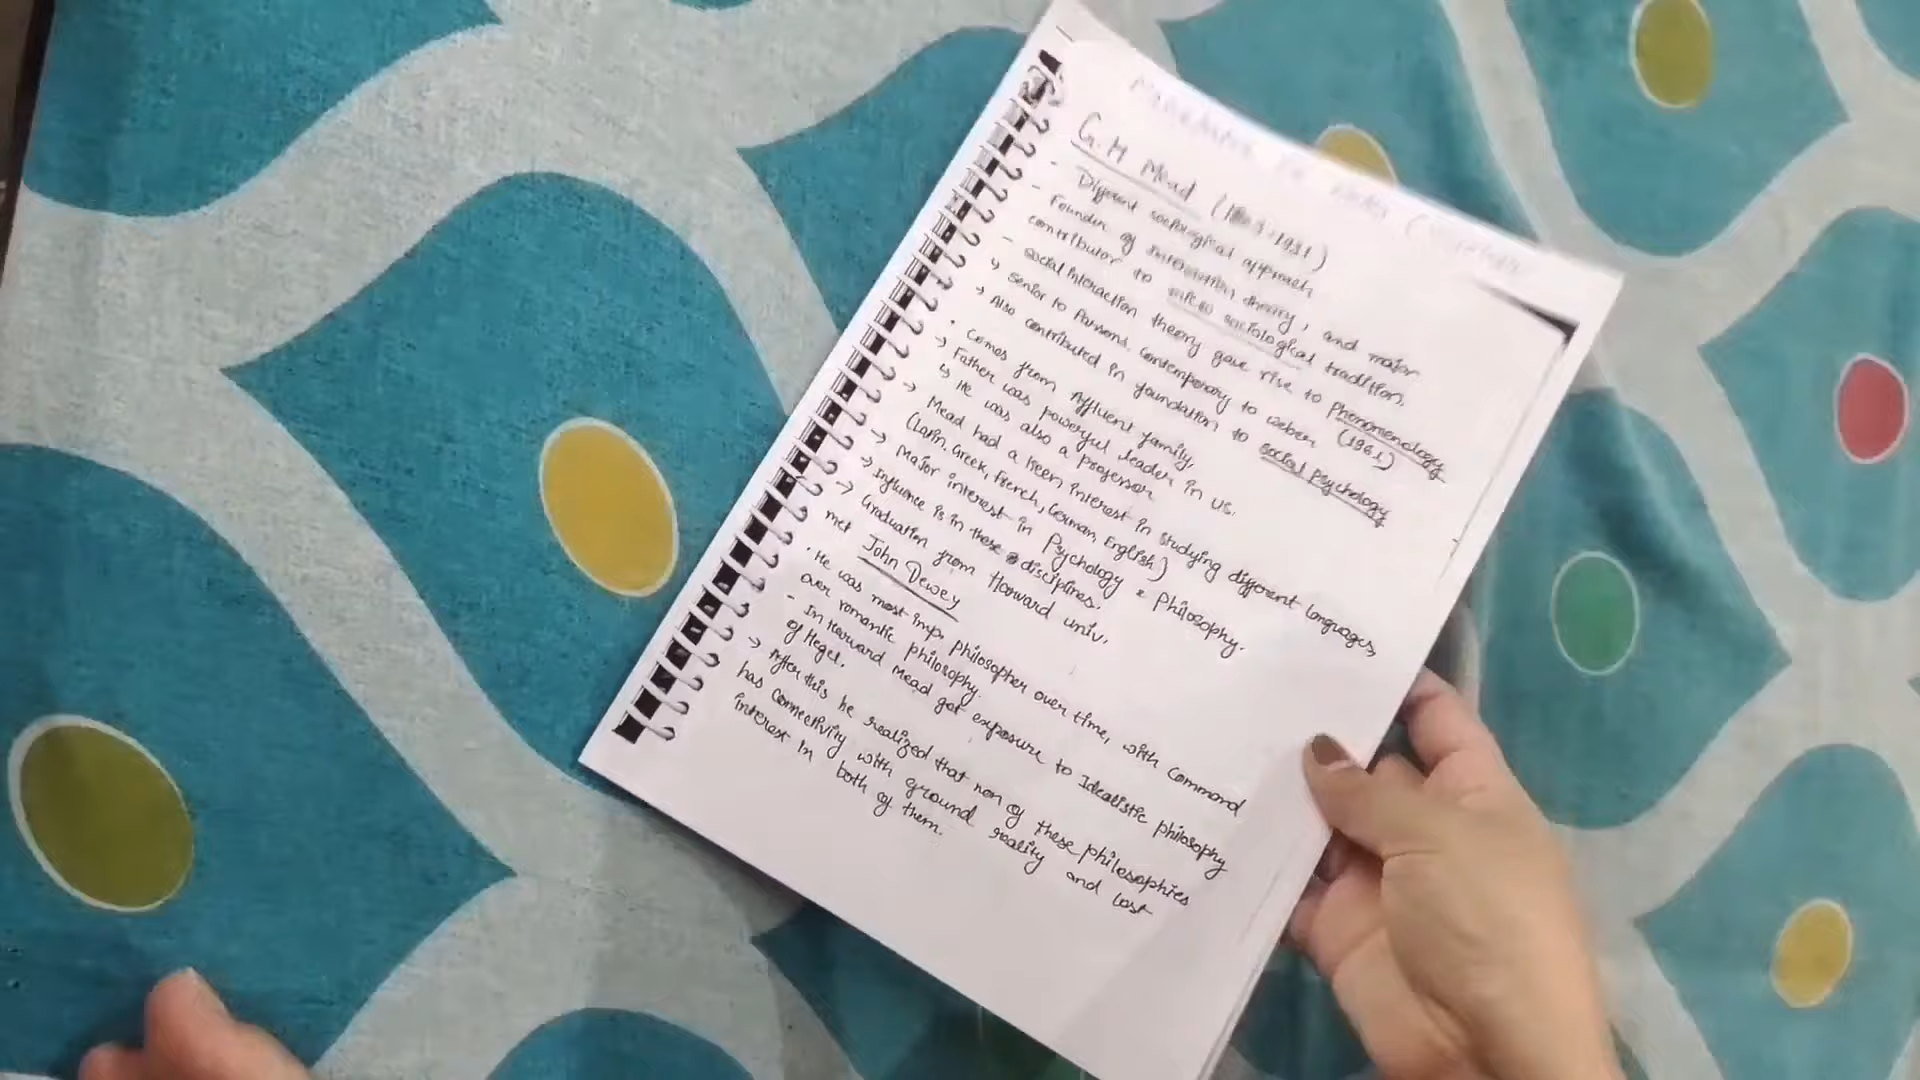 G.H Mead (1863-1931)
- Different sociological approach
- Founder of interaction theory, and major
contributor to micro sociological tradition.
- social interaction theory gave rise to Phenomenology
↳ Senior to Parsons. Contemporary to weber (1961)
→ Also contributed in foundation to social psychology
• Comes from Affluent family,
→ Father was powerful leader in us.
↳ He was also a professor
→ Mead had a keen interest in studying different languages,
(Latin, Greek, French, German, English)
→ Major interest in Psychology & Philosophy.
→ Influence is in these disciplines.
→ Graduation from Harward univ,
met John Dewey
• He was most imp, philosopher over time, with command
over romantic philosophy.
- In Harward Mead got exposure to Idealistic philosophy
of Hegel.
→ After this he realized that non of these philosophies
has connectivity with ground reality and lost
interest in both of them.